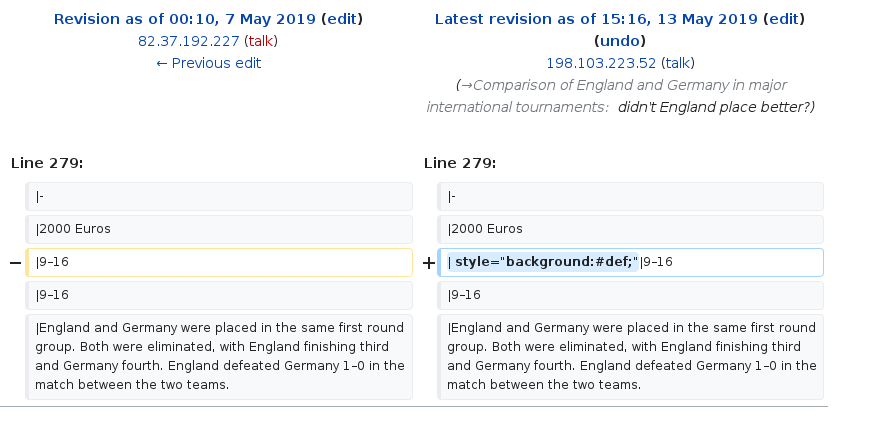 Revision as of 00:10, 7 May 2019 (edit)
82.37.192.227 (talk)
← Previous edit
Latest revision as of 15:16, 13 May 2019 (edit)
(undo)
198.103.223.52 (talk)
(→Comparison of England and Germany in major
international tournaments: didn't England place better?)
Line 279:
Line 279:
|-
|-
|2000 Euros
|2000 Euros
− |9–16
+ | style="background:#def;"|9–16
|9–16
|9–16
|England and Germany were placed in the same first round
group. Both were eliminated, with England finishing third
and Germany fourth. England defeated Germany 1–0 in the
match between the two teams.
|England and Germany were placed in the same first round
group. Both were eliminated, with England finishing third
and Germany fourth. England defeated Germany 1–0 in the
match between the two teams.